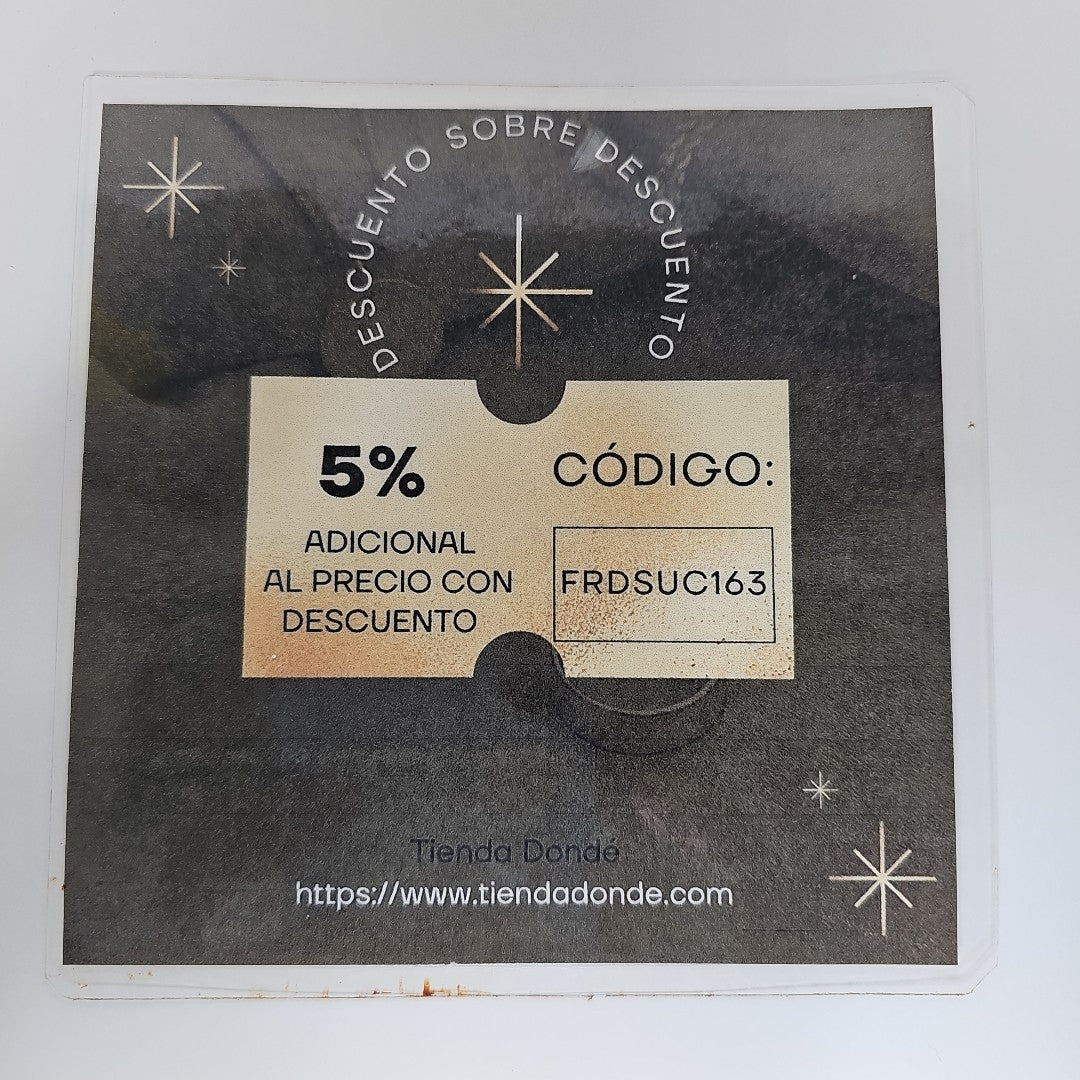 DESCUENTO SOBRE DESCUENTO
5%
ADICIONAL
AL PRECIO CON
DESCUENTO
CÓDIGO:
FRDSUC163
Tienda Dondé
https://www.tiendadonde.com